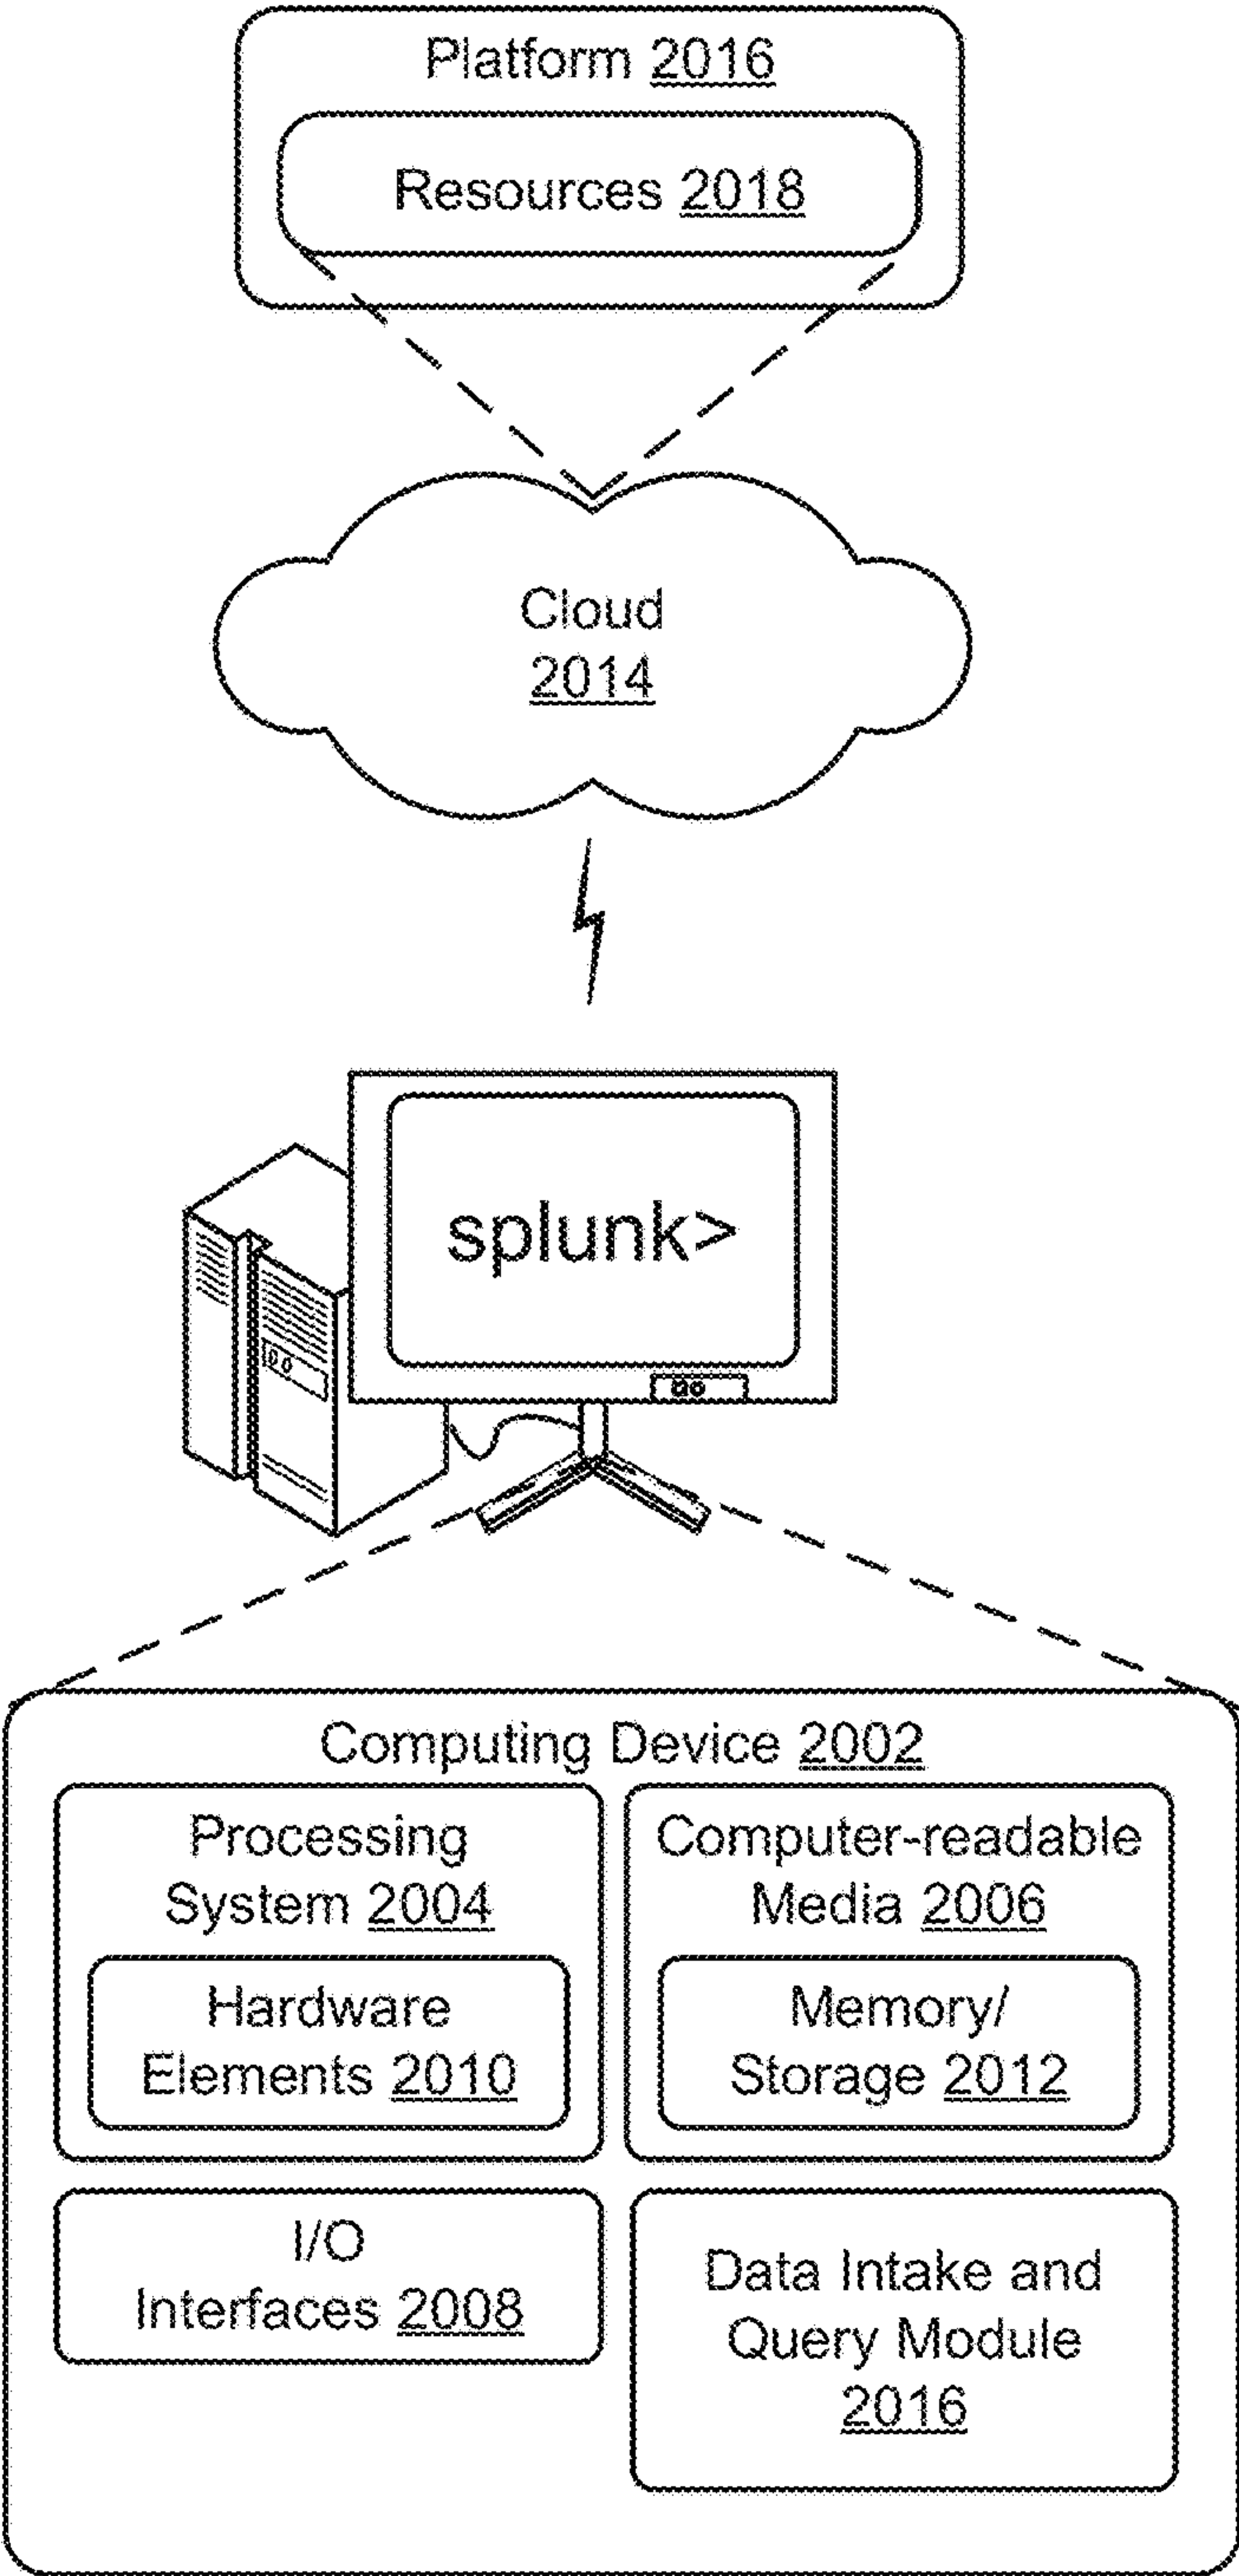 Platform 2016
Resources 2018
Cloud
2014
splunk>
Computing Device 2002
Processing
System 2004
Hardware
Elements 2010
Computer-readable
Media 2006
Memory/
Storage 2012
I/O
Interfaces 2008
Data Intake and
Query Module
2016